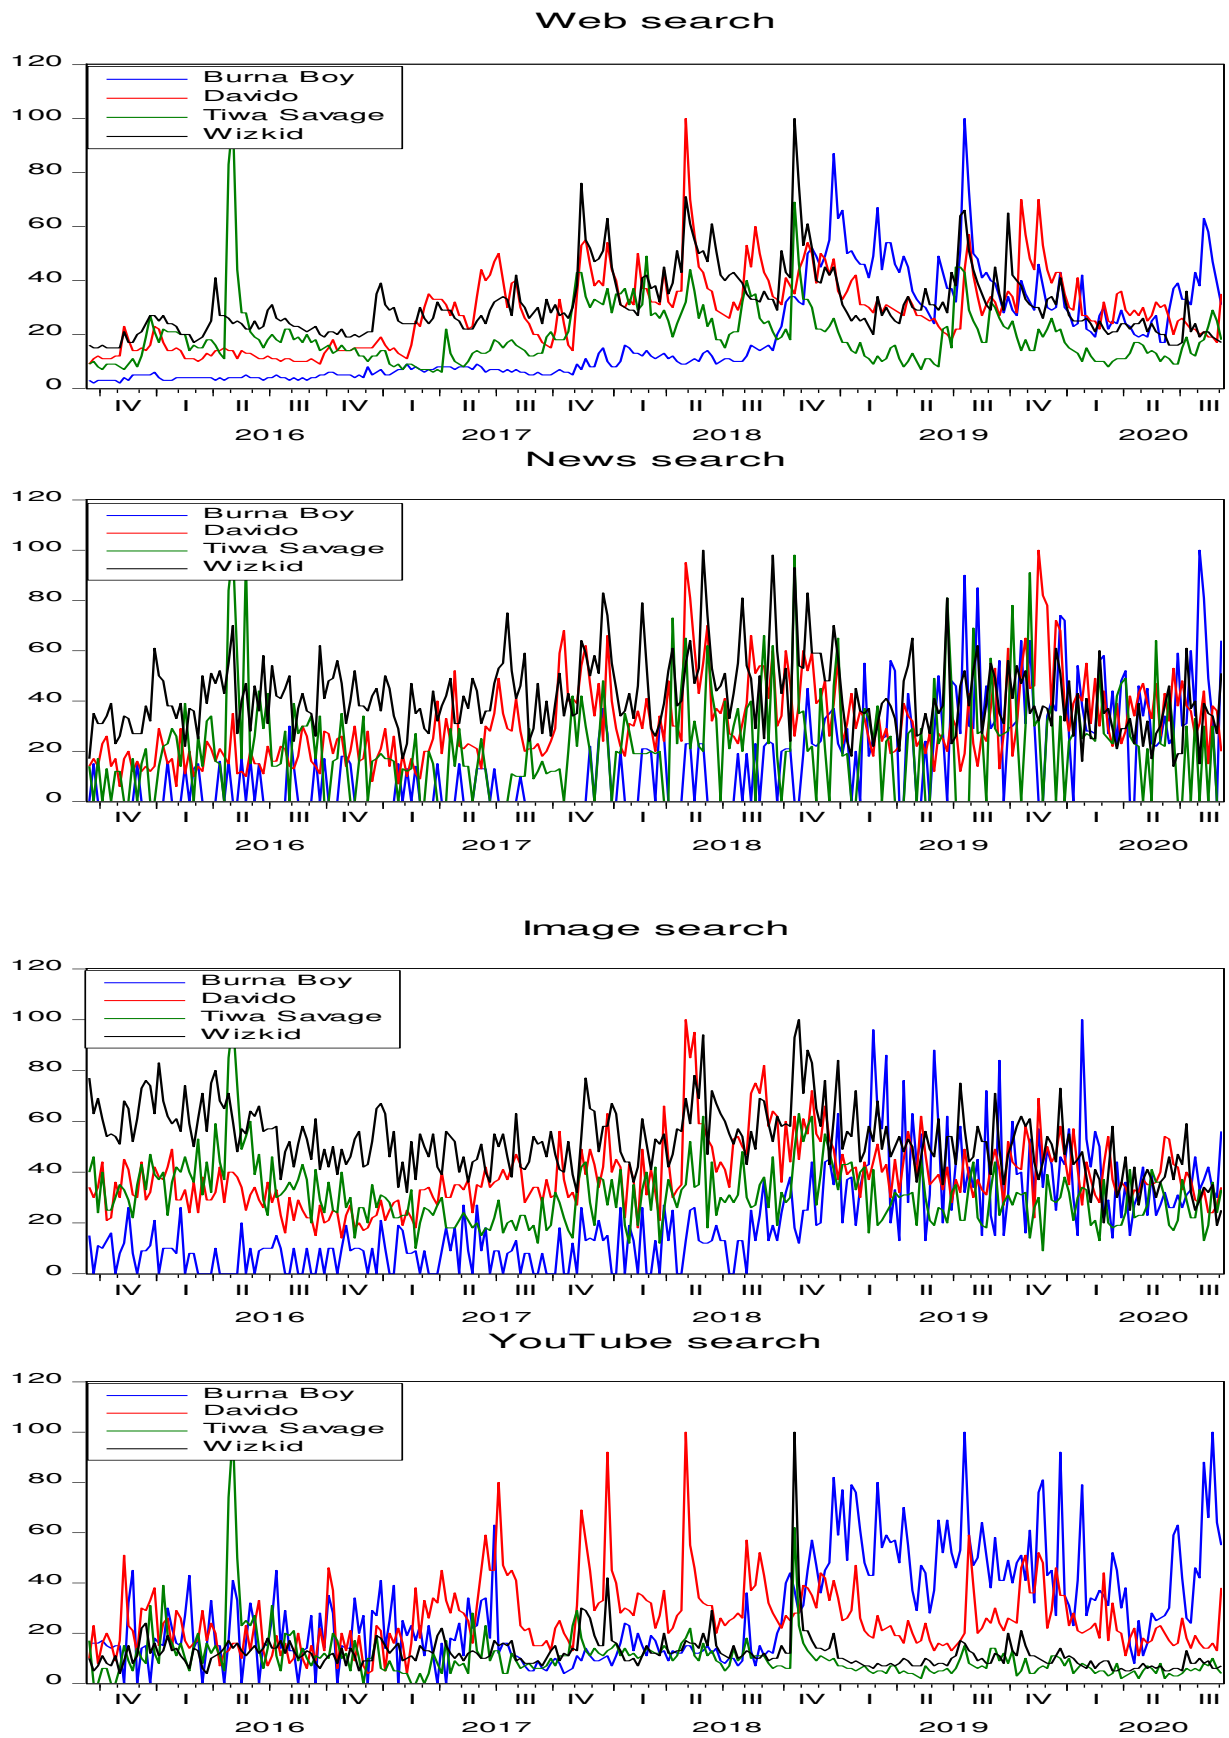 Web search
120
100
80
60
40
20
0
Burna Boy
Davido
Tiwa Savage
Wizkid
IV I II III IV I II III IV I II III IV I II III IV I II III
2016 2017 2018 2019 2020
News search
120
100
80
60
40
20
0
Burna Boy
Davido
Tiwa Savage
Wizkid
IV I II III IV I II III IV I II III IV I II III IV I II III
2016 2017 2018 2019 2020
Image search
120
100
80
60
40
20
0
Burna Boy
Davido
Tiwa Savage
Wizkid
IV I II III IV I II III IV I II III IV I II III IV I II III
2016 2017 2018 2019 2020
YouTube search
120
100
80
60
40
20
0
Burna Boy
Davido
Tiwa Savage
Wizkid
IV I II III IV I II III IV I II III IV I II III IV I II III
2016 2017 2018 2019 2020